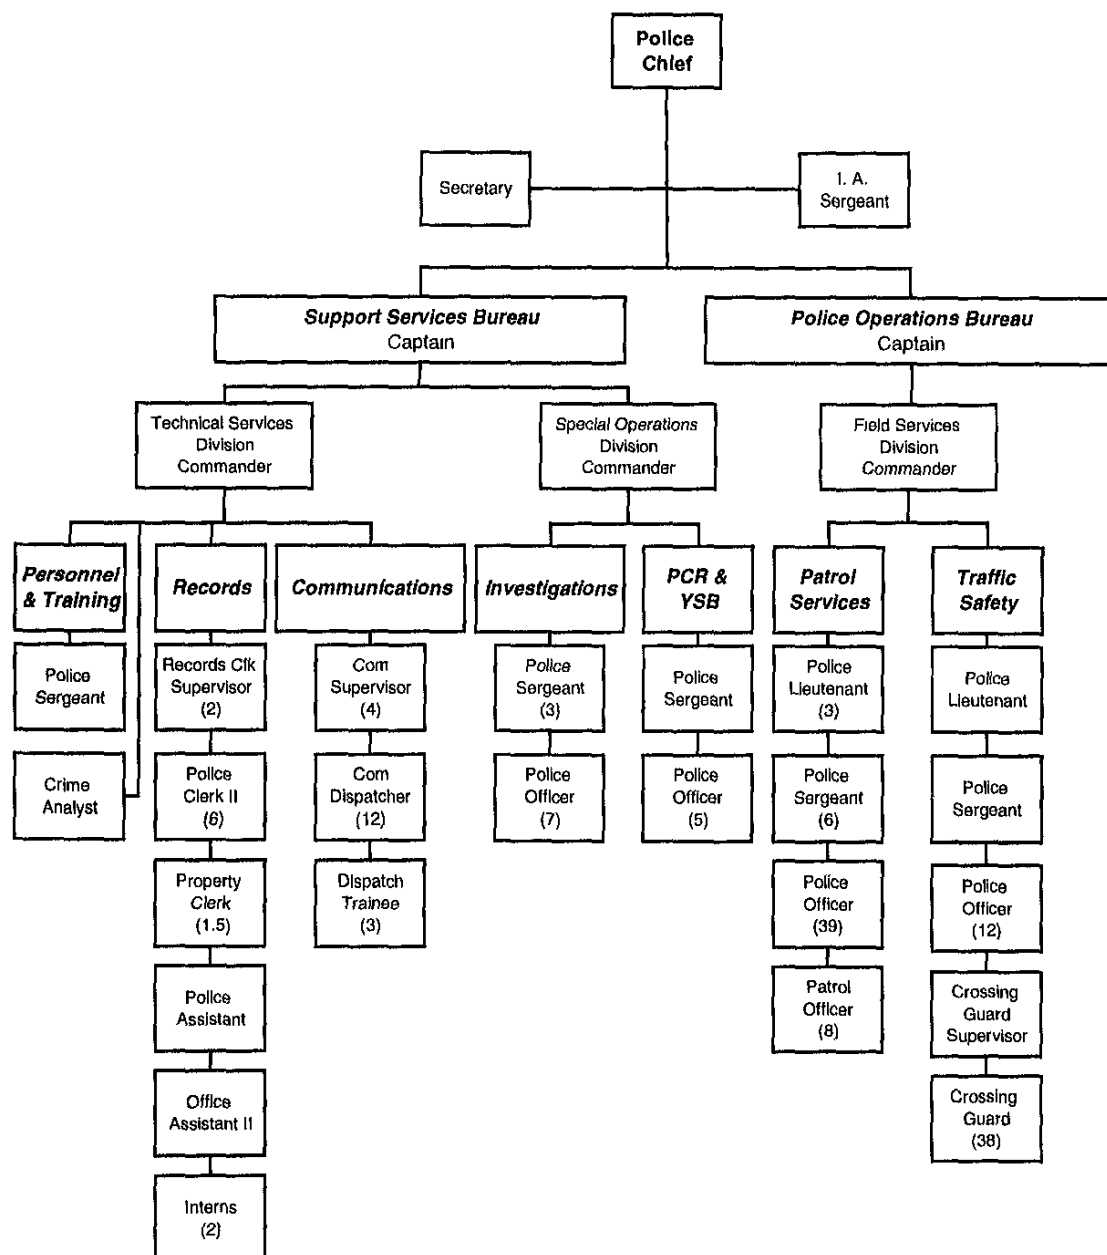 Police
Chief
Secretary
I. A.
Sergeant
Support Services Bureau
Captain
Police Operations Bureau
Captain
Technical Services
Division
Commander
Special Operations
Division
Commander
Field Services
Division
Commander
Personnel
& Training
Records
Communications
Investigations
PCR &
YSB
Patrol
Services
Traffic
Safety
Police
Sergeant
Crime
Analyst
Records Clk
Supervisor
(2)
Police
Clerk II
(6)
Property
Clerk
(1.5)
Police
Assistant
Office
Assistant II
Interns
(2)
Com
Supervisor
(4)
Com
Dispatcher
(12)
Dispatch
Trainee
(3)
Police
Sergeant
(3)
Police
Officer
(7)
Police
Sergeant
Police
Officer
(5)
Police
Lieutenant
(3)
Police
Sergeant
(6)
Police
Officer
(39)
Patrol
Officer
(8)
Police
Lieutenant
Police
Sergeant
Police
Officer
(12)
Crossing
Guard
Supervisor
Crossing
Guard
(38)